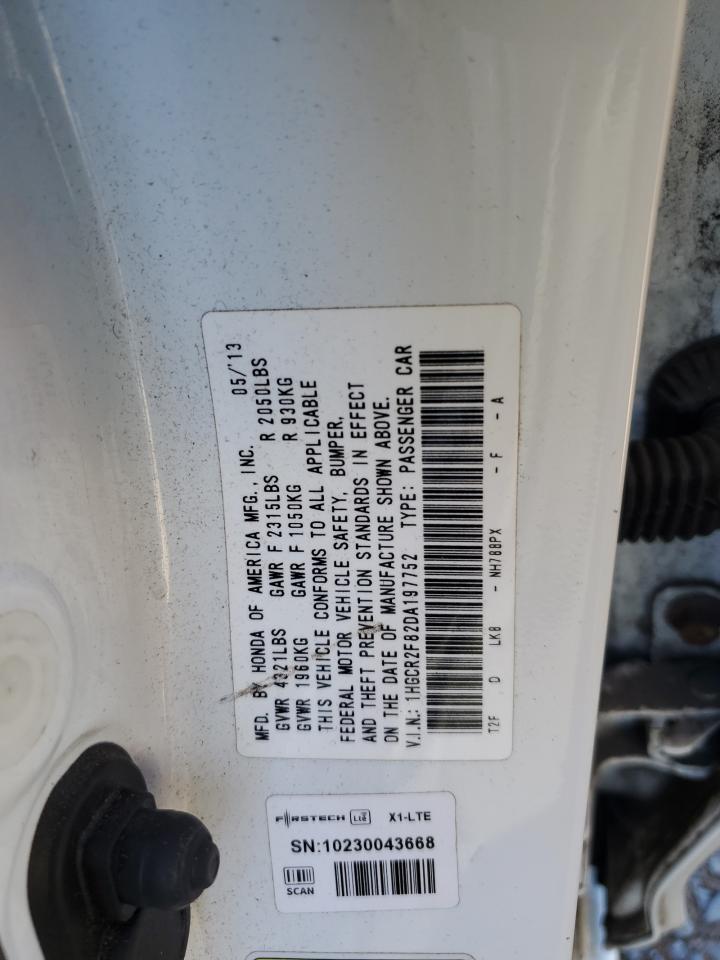 MFD. BY HONDA OF AMERICA MFG., INC. 05/'13
GVWR 4321LBS GAWR F 2315LBS R 2050LBS
GVWR 1960KG GAWR F 1050KG R 930KG
THIS VEHICLE CONFORMS TO ALL APPLICABLE
FEDERAL MOTOR VEHICLE SAFETY, BUMPER,
AND THEFT PREVENTION STANDARDS IN EFFECT
ON THE DATE OF MANUFACTURE SHOWN ABOVE.
V.I.N.: 1HGCR2F82DA197752 TYPE: PASSENGER CAR
T2F D LK8 - NH788PX - F - A
FIRSTECH LTE X1-LTE
SN:10230043668
SCAN